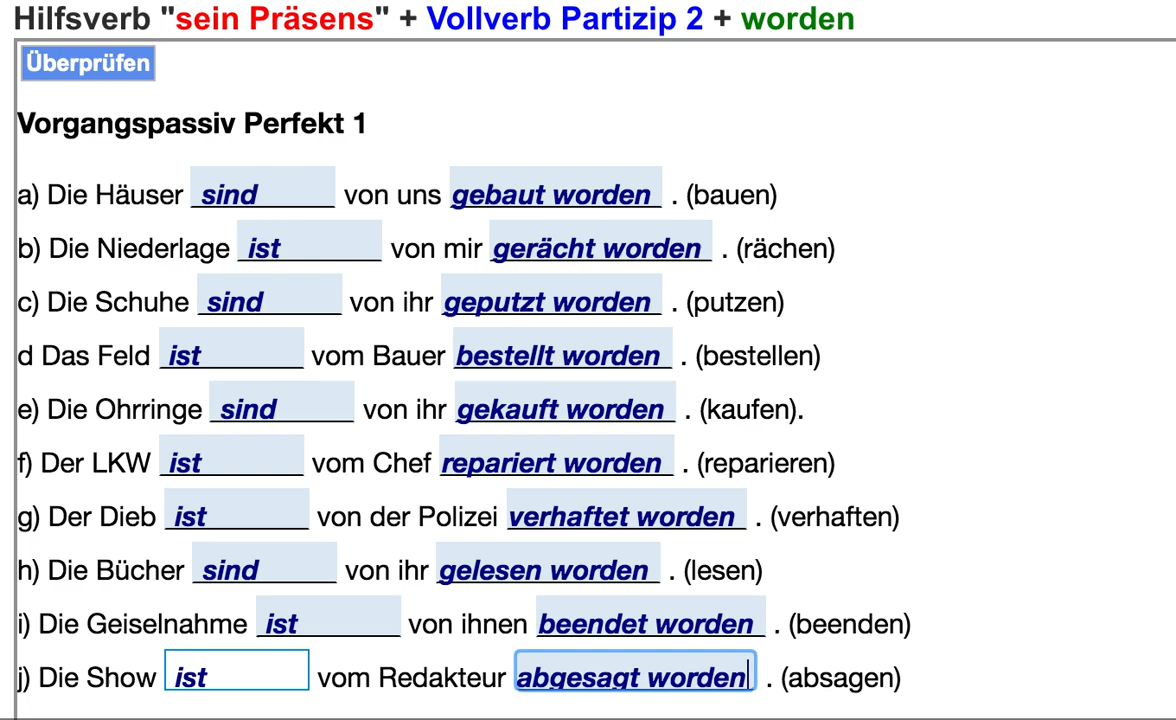 Hilfsverb "sein Präsens" + Vollverb Partizip 2 + worden
Überprüfen
Vorgangspassiv Perfekt 1
a) Die Häuser sind von uns gebaut worden . (bauen)
b) Die Niederlage ist von mir gerächt worden . (rächen)
c) Die Schuhe sind von ihr geputzt worden . (putzen)
d Das Feld ist vom Bauer bestellt worden . (bestellen)
e) Die Ohrringe sind von ihr gekauft worden . (kaufen).
f) Der LKW ist vom Chef repariert worden . (reparieren)
g) Der Dieb ist von der Polizei verhaftet worden . (verhaften)
h) Die Bücher sind von ihr gelesen worden . (lesen)
i) Die Geiselnahme ist von ihnen beendet worden . (beenden)
j) Die Show ist vom Redakteur abgesagt worden . (absagen)